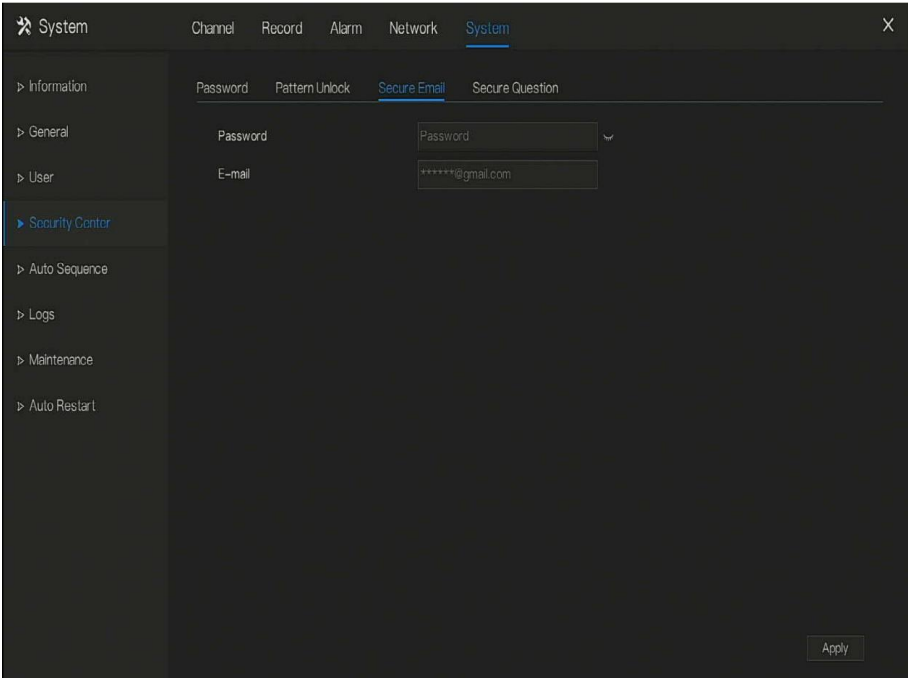 System
Channel Record Alarm Network System X
Information
General
User
Security Center
Auto Sequence
Logs
Maintenance
Auto Restart
Password Pattern Unlock Secure Email Secure Question
Password Password
E-mail ******@gmail.com
Apply